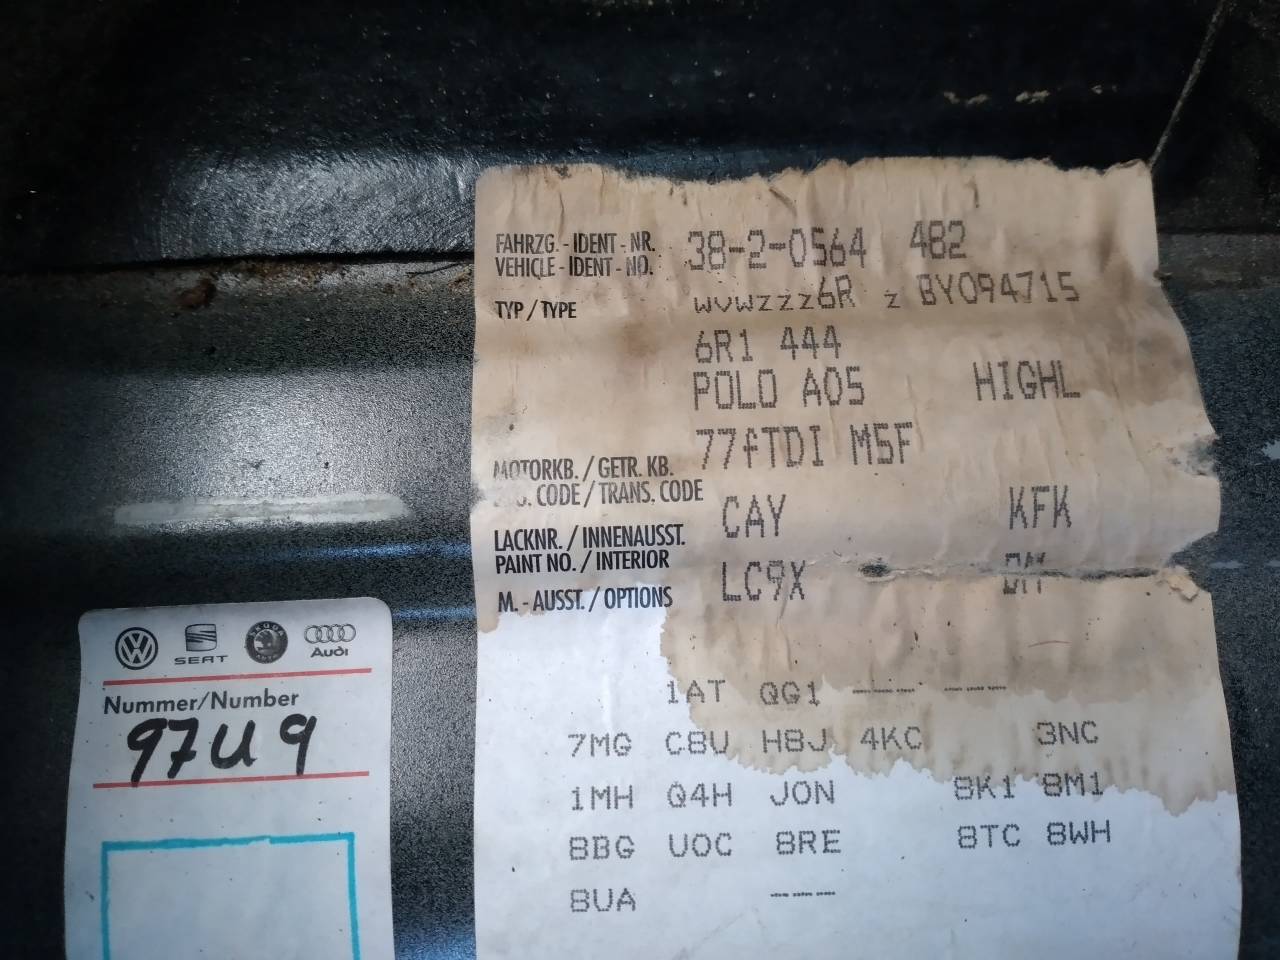 FAHRZG. - IDENT - NR. 38-2-0564 482
VEHICLE - IDENT - NO.
TYP / TYPE WVWZZZ6R Z BY094715
6R1 444
POLO A05 HIGHL
77fTDI M5F
MOTORKB. / GETR. KB.
CODE / TRANS. CODE CAY KFK
LACKNR. / INNENAUSST.
PAINT NO. / INTERIOR LC9X
M. - AUSST. / OPTIONS
1AT QG1 --- ---
7MG C8U H8J 4KC 3NC
1MH Q4H JON 8K1 8M1
8BG UOC 8RE 8TC 8WH
8UA ---
SEAT
SKODA
AUTO
Audi
Nummer/Number
97U9